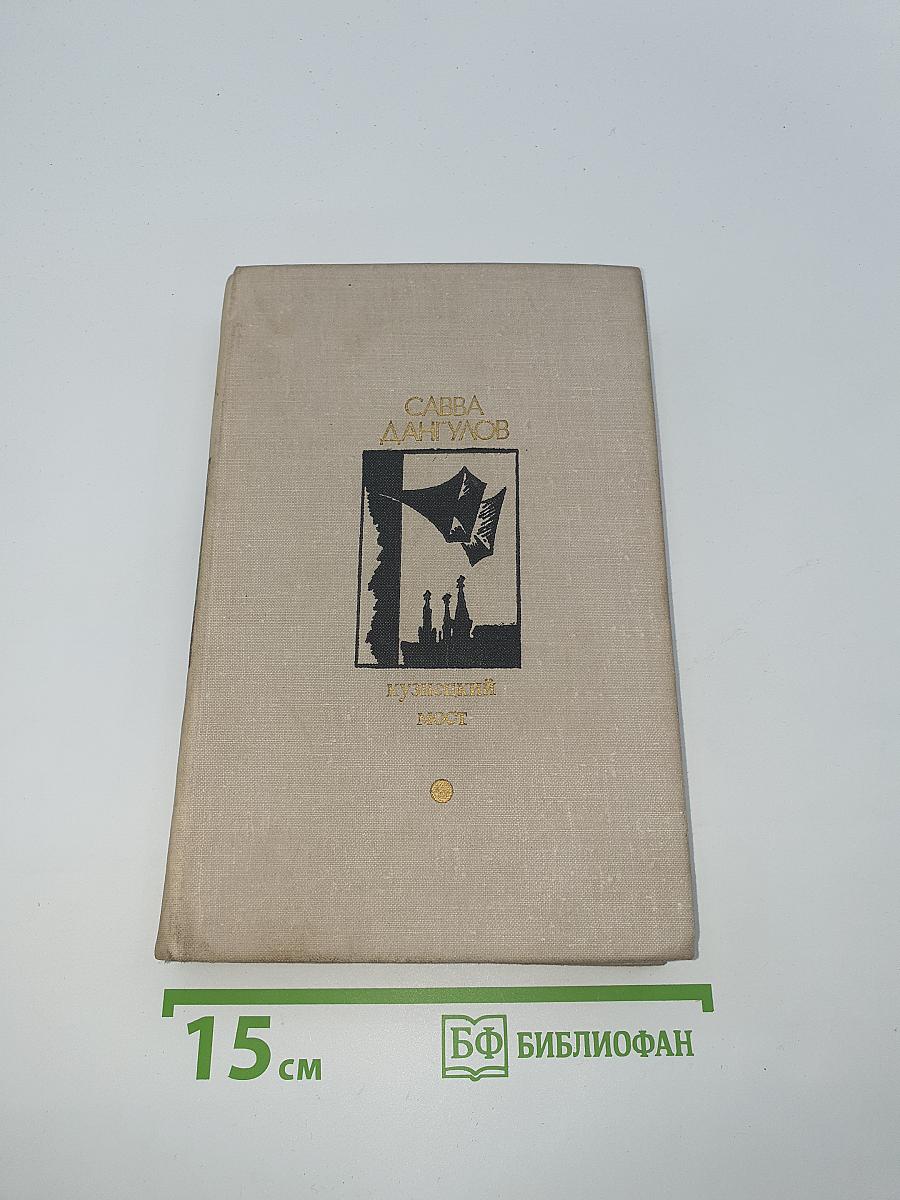 САВВА
ДАНГУЛОВ
кузнецкий
мост
15 см
БФ БИБЛИОФАН